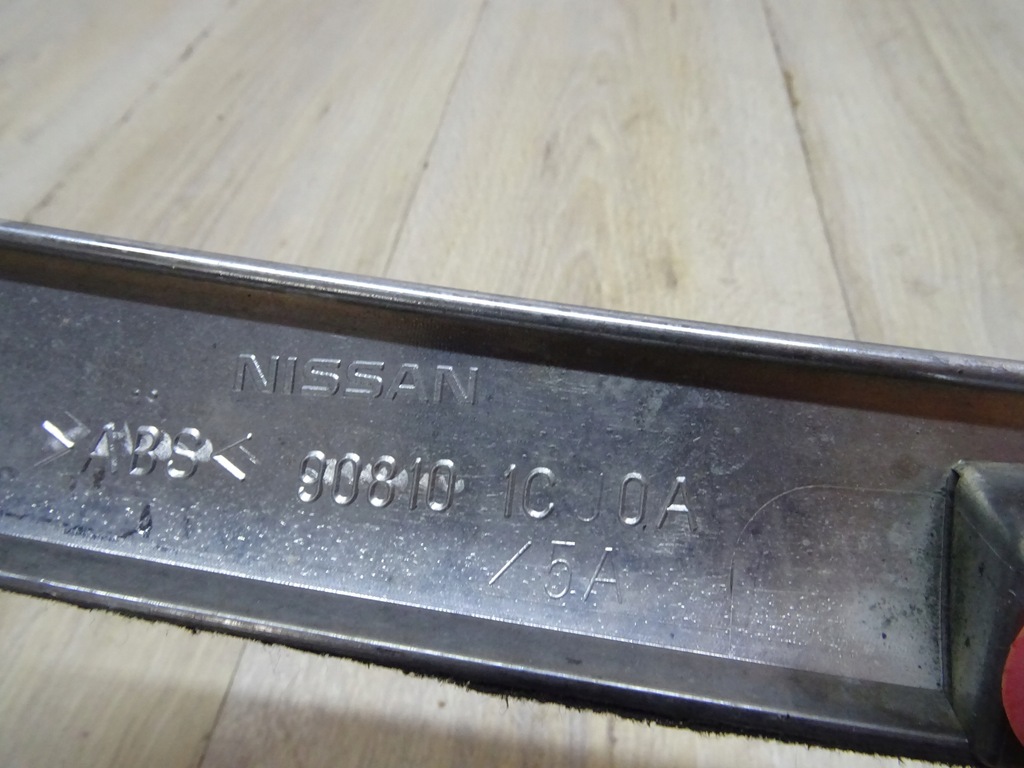 NISSAN
>ABS< 90810 1CJ0A
/5A